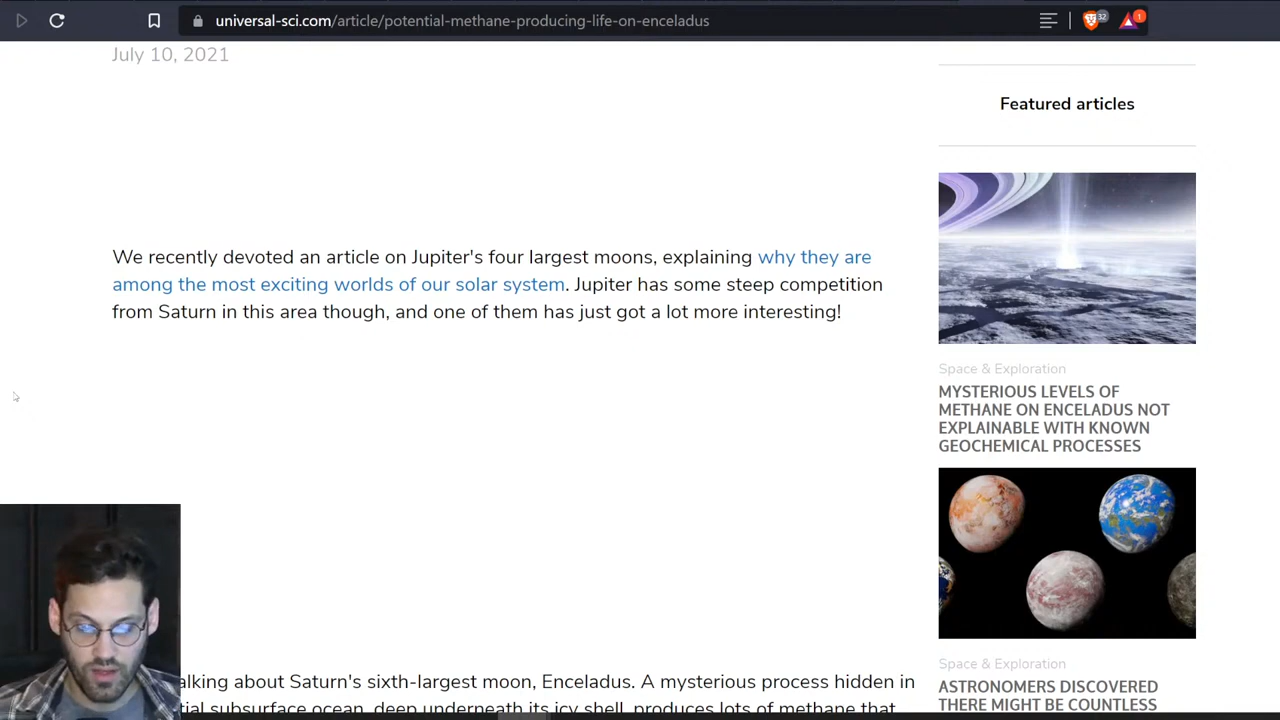 universal-sci.com/article/potential-methane-producing-life-on-enceladus
32
1
July 10, 2021
Featured articles
We recently devoted an article on Jupiter's four largest moons, explaining why they are
among the most exciting worlds of our solar system. Jupiter has some steep competition
from Saturn in this area though, and one of them has just got a lot more interesting!
Space & Exploration
MYSTERIOUS LEVELS OF
METHANE ON ENCELADUS NOT
EXPLAINABLE WITH KNOWN
GEOCHEMICAL PROCESSES
alking about Saturn's sixth-largest moon, Enceladus. A mysterious process hidden in
tial subsurface ocean, deep underneath its icy shell, produces lots of methane that
Space & Exploration
ASTRONOMERS DISCOVERED
THERE MIGHT BE COUNTLESS